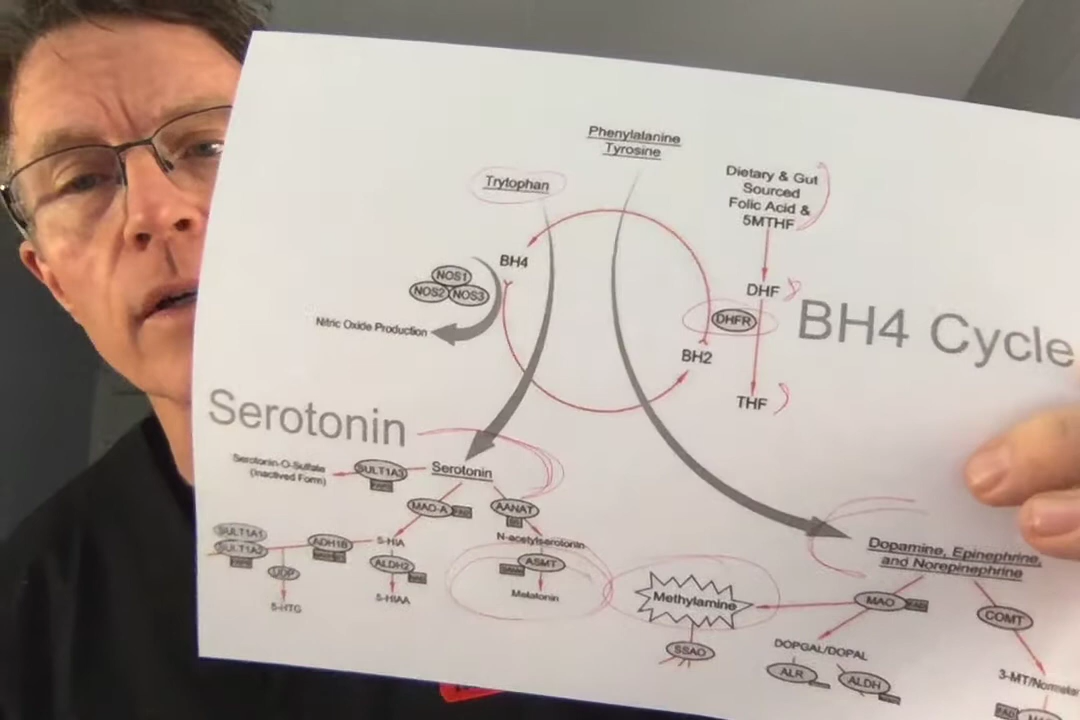 Phenylalanine
Tyrosine
Trytophan
Dietary & Gut
Sourced
Folic Acid &
5MTHF
BH4
NOS1
NOS2
NOS3
Nitric Oxide Production
DHF
DHFR
BH2
THF
BH4 Cycle
Serotonin
Serotonin-O-Sulfate
(Inactived Form)
SULT1A3
Serotonin
MAO-A
AANAT
SULT1A1
SULT1A2
ADH1B
5-HIA
N-acetylserotonin
UDP
ALDH2
ASMT
5-HTG
5-HIAA
Melatonin
Methylamine
SSAO
Dopamine, Epinephrine,
and Norepinephrine
MAO
COMT
DOPGAL/DOPAL
ALR
ALDH